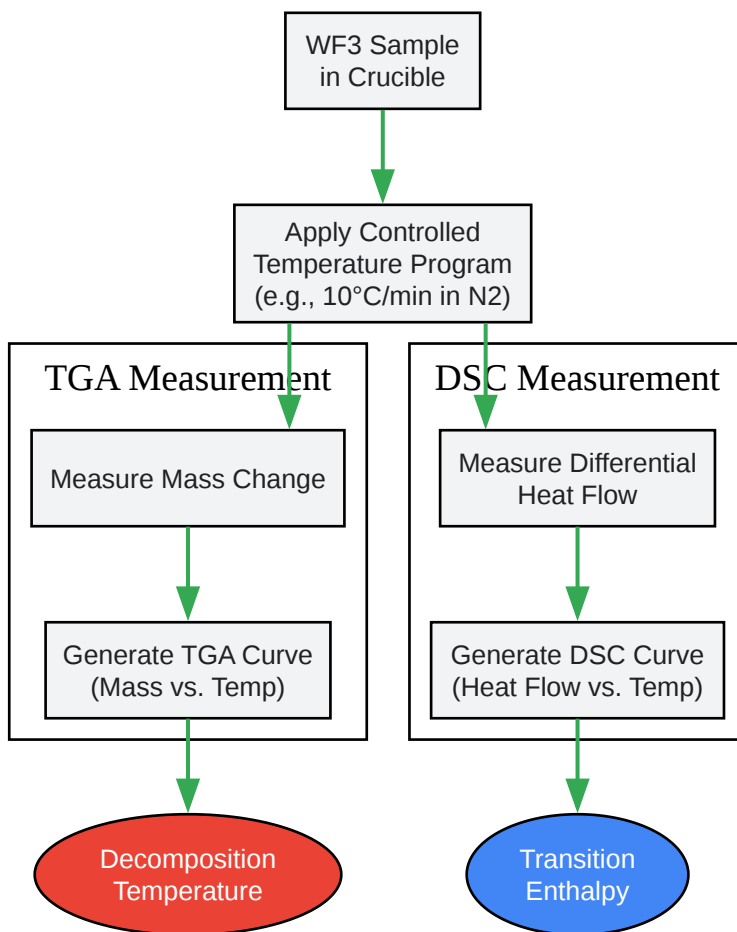 WF3 Sample
in Crucible
Apply Controlled
Temperature Program
(e.g., 10°C/min in N2)
TGA Measurement
Measure Mass Change
Generate TGA Curve
(Mass vs. Temp)
Decomposition
Temperature
DSC Measurement
Measure Differential
Heat Flow
Generate DSC Curve
(Heat Flow vs. Temp)
Transition
Enthalpy